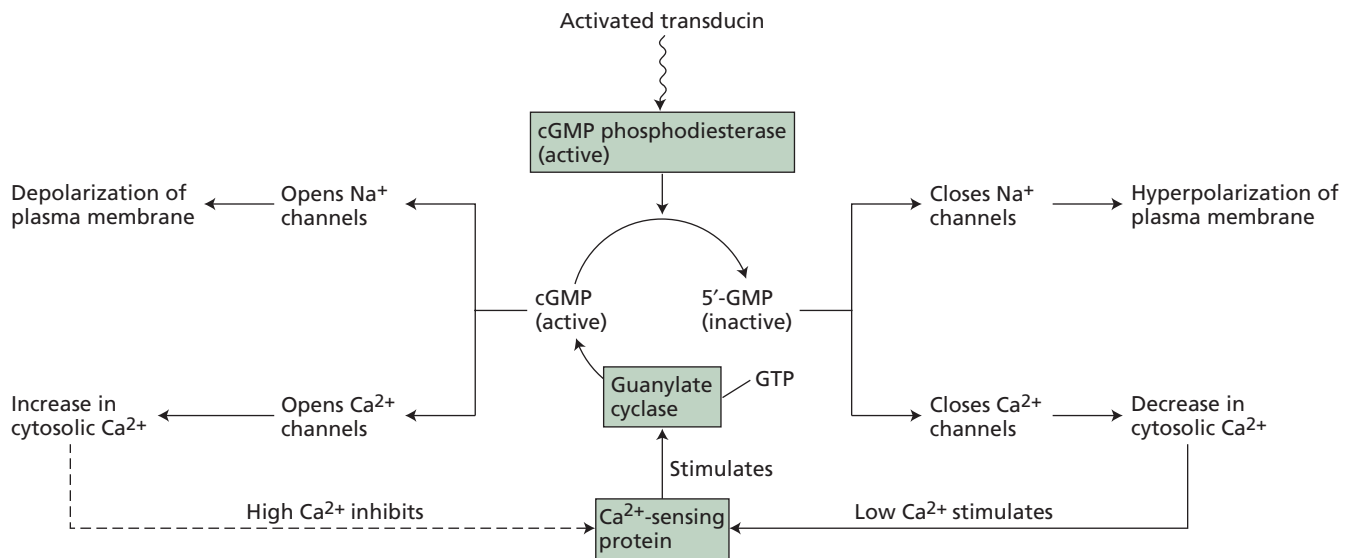 Activated transducin
cGMP phosphodiesterase
(active)
Depolarization of
plasma membrane
Opens Na+
channels
Closes Na+
channels
Hyperpolarization of
plasma membrane
cGMP
(active)
5′-GMP
(inactive)
Guanylate
cyclase
GTP
Increase in
cytosolic Ca2+
Opens Ca2+
channels
Closes Ca2+
channels
Decrease in
cytosolic Ca2+
Stimulates
High Ca2+ inhibits
Ca2+-sensing
protein
Low Ca2+ stimulates